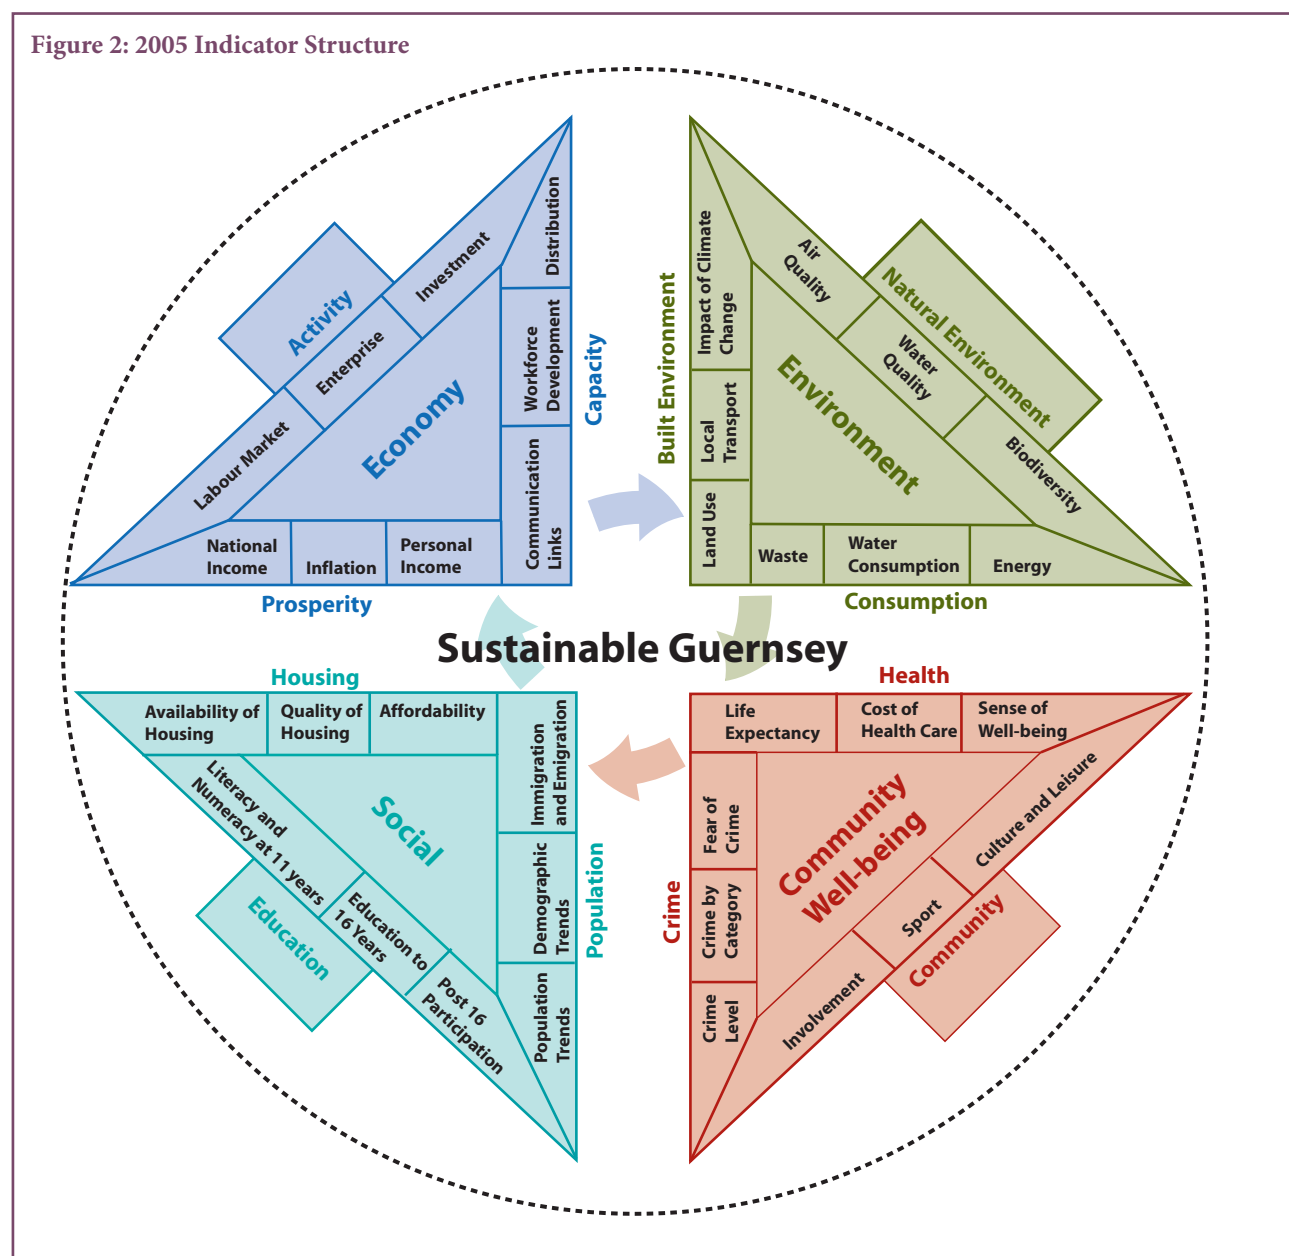 Figure 2: 2005 Indicator Structure
Activity
Labour Market
Enterprise
Investment
Economy
Distribution
Workforce
Development
Communication
Links
Capacity
National
Income
Inflation
Personal
Income
Prosperity
Built Environment
Impact of Climate
Change
Local
Transport
Land Use
Air
Quality
Water
Quality
Biodiversity
Natural Environment
Environment
Waste
Water
Consumption
Energy
Consumption
Sustainable Guernsey
Housing
Availability of
Housing
Quality of
Housing
Affordability
Immigration
and Emigration
Demographic
Trends
Population
Trends
Population
Social
Literacy and
Numeracy at 11 years
Education to
16 Years
Post 16
Participation
Education
Health
Life
Expectancy
Cost of
Health Care
Sense of
Well-being
Fear of
Crime
Crime by
Category
Crime
Level
Crime
Community
Well-being
Culture and Leisure
Sport
Involvement
Community